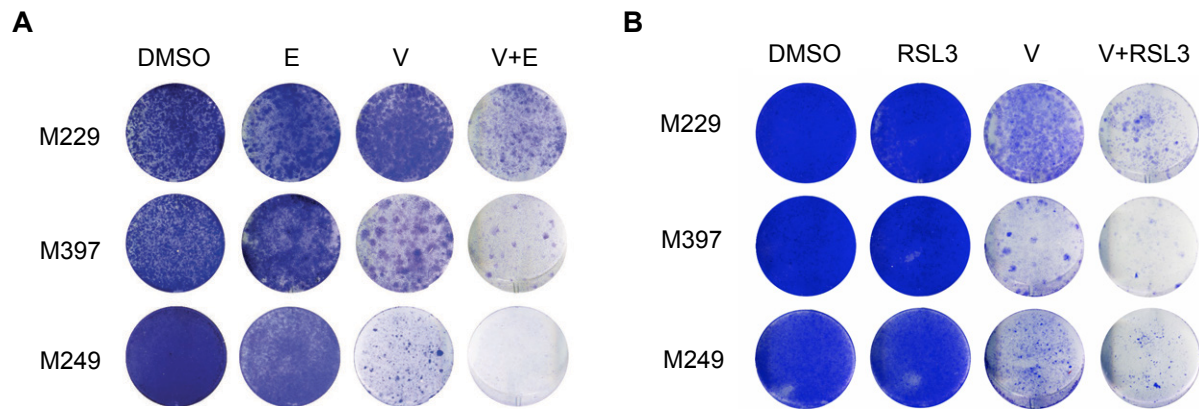 A
DMSO E V V+E
M229
M397
M249
B
DMSO RSL3 V V+RSL3
M229
M397
M249